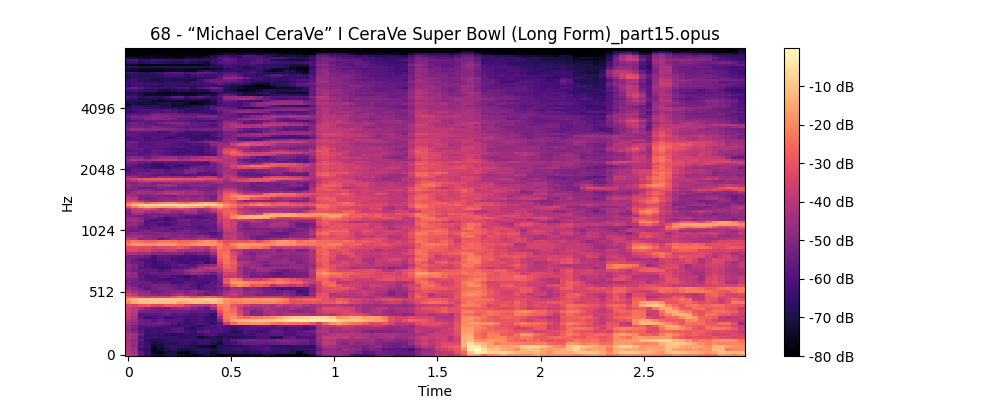 68 - “Michael CeraVe” I CeraVe Super Bowl (Long Form)_part15.opus
Hz
4096
2048
1024
512
0
0
0.5
1
1.5
2
2.5
Time
-10 dB
-20 dB
-30 dB
-40 dB
-50 dB
-60 dB
-70 dB
-80 dB